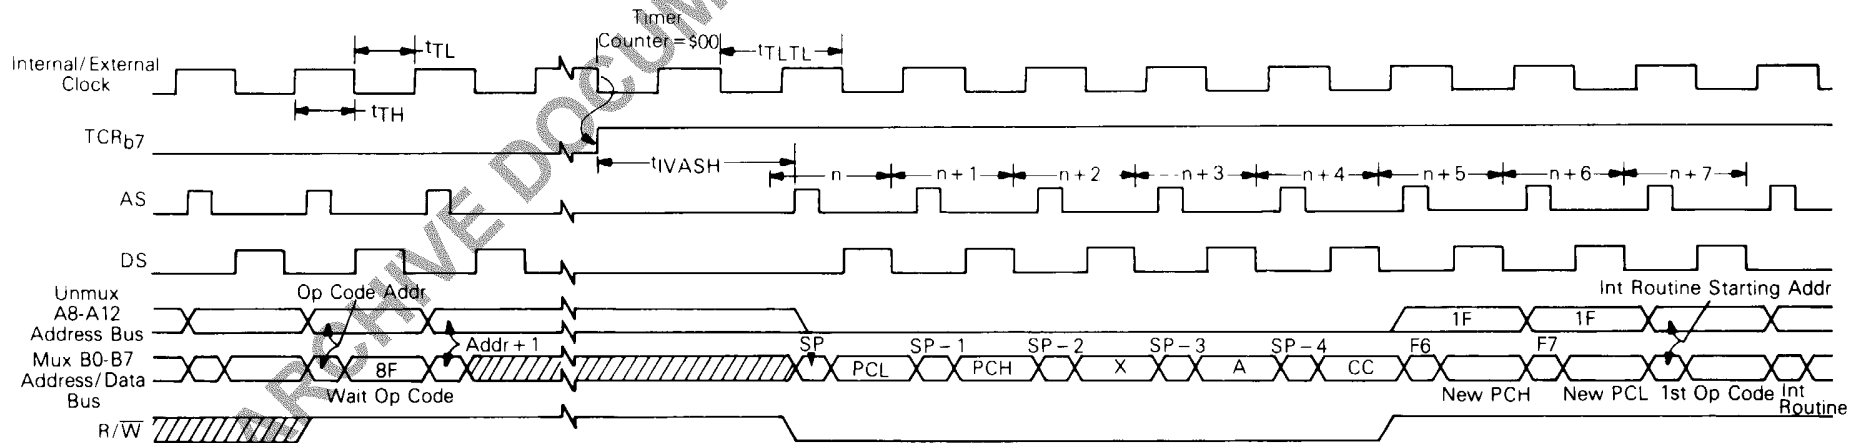 Timer
Counter = $00
tTL
tTLTL
Internal/External
Clock
tTH
TCRb7
tIVASH
n
n + 1
n + 2
n + 3
n + 4
n + 5
n + 6
n + 7
AS
DS
Unmux
A8-A12
Address Bus
Op Code Addr
Int Routine Starting Addr
1F
1F
Addr + 1
SP
SP - 1
SP - 2
SP - 3
SP - 4
F6
F7
Mux B0-B7
Address/Data
Bus
8F
PCL
PCH
X
A
CC
Wait Op Code
New PCH
New PCL
1st Op Code
Int
Routine
R/W̅
ARCHIVE DOCUM